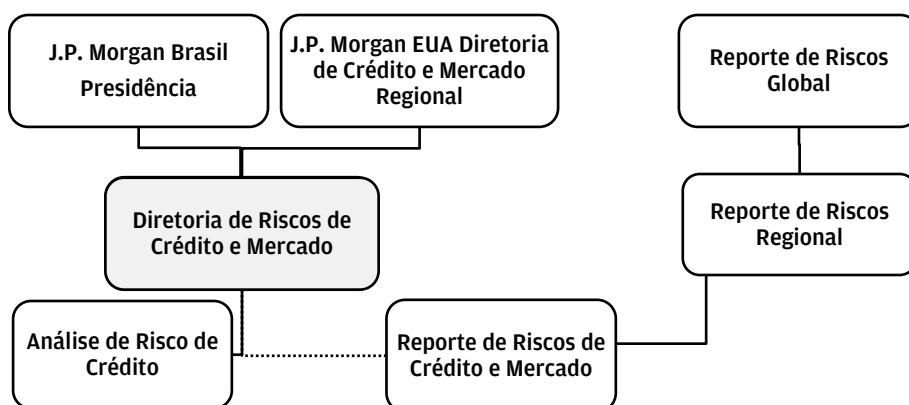 J.P. Morgan Brasil
Presidência
J.P. Morgan EUA Diretoria
de Crédito e Mercado
Regional
Reporte de Riscos
Global
Diretoria de Riscos de
Crédito e Mercado
Reporte de Riscos
Regional
Análise de Risco de
Crédito
Reporte de Riscos de
Crédito e Mercado